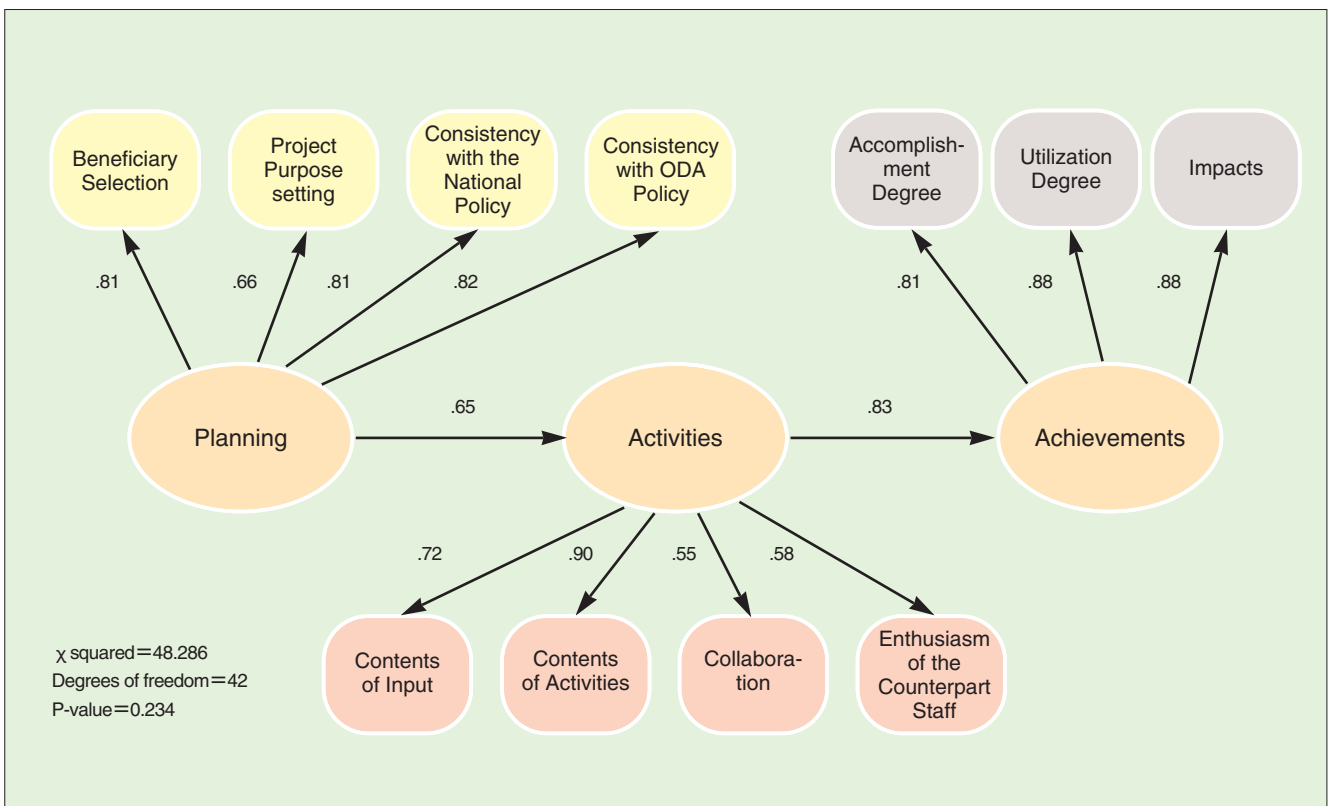 Beneficiary
Selection
Project
Purpose
setting
Consistency
with the
National
Policy
Consistency
with ODA
Policy
Accomplish-
ment
Degree
Utilization
Degree
Impacts
.81
.66
.81
.82
.81
.88
.88
Planning
.65
Activities
.83
Achievements
.72
.90
.55
.58
Contents
of Input
Contents
of Activities
Collabora-
tion
Enthusiasm
of the
Counterpart
Staff
χ squared=48.286
Degrees of freedom=42
P-value=0.234